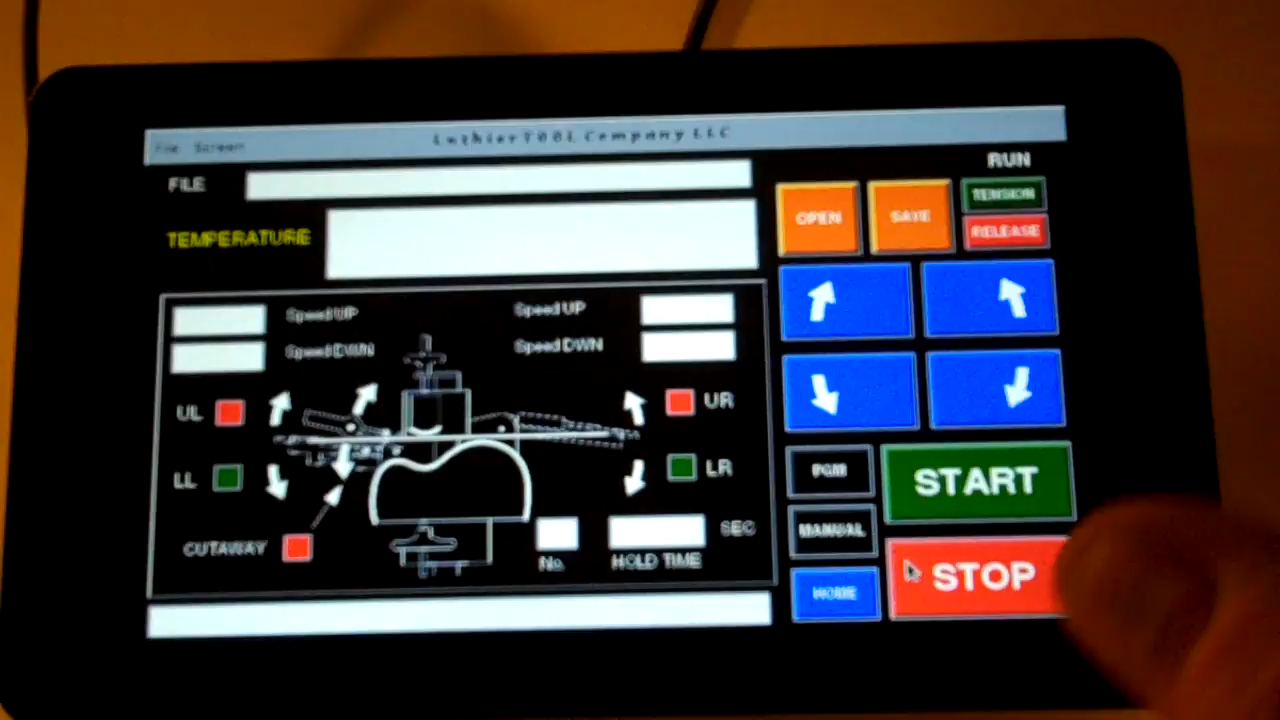 LuthierTOOL Company LLC
File Screen
RUN
FILE
OPEN
SAVE
TENSION
RELEASE
TEMPERATURE
Speed UP
Speed UP
Speed DWN
Speed DWN
UL
UR
LL
LR
CUTAWAY
No.
HOLD TIME
SEC
PGM
MANUAL
HOME
START
STOP